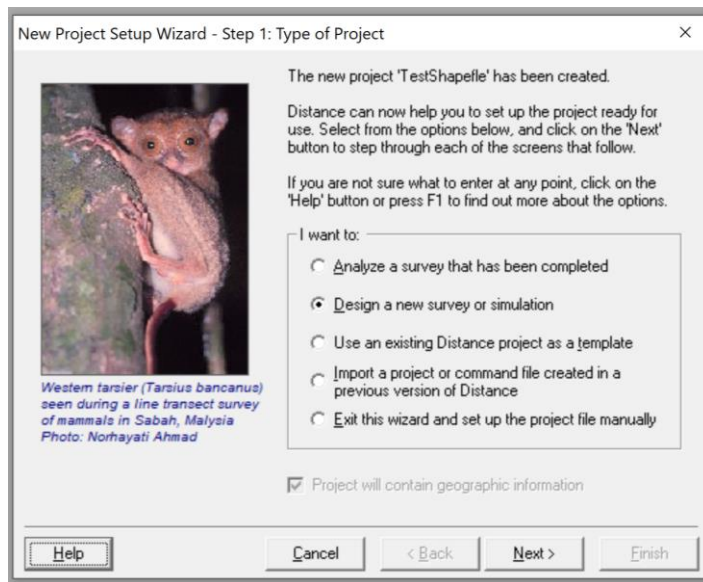 New Project Setup Wizard - Step 1: Type of Project
The new project 'TestShapefle' has been created.
Distance can now help you to set up the project ready for
use. Select from the options below, and click on the 'Next'
button to step through each of the screens that follow.
If you are not sure what to enter at any point, click on the
'Help' button or press F1 to find out more about the options.
I want to:
Analyze a survey that has been completed
Design a new survey or simulation
Use an existing Distance project as a template
Import a project or command file created in a
previous version of Distance
Exit this wizard and set up the project file manually
Western tarsier (Tarsius bancanus)
seen during a line transect survey
of mammals in Sabah, Malysia
Photo: Norhayati Ahmad
Project will contain geographic information
Help
Cancel
< Back
Next >
Finish